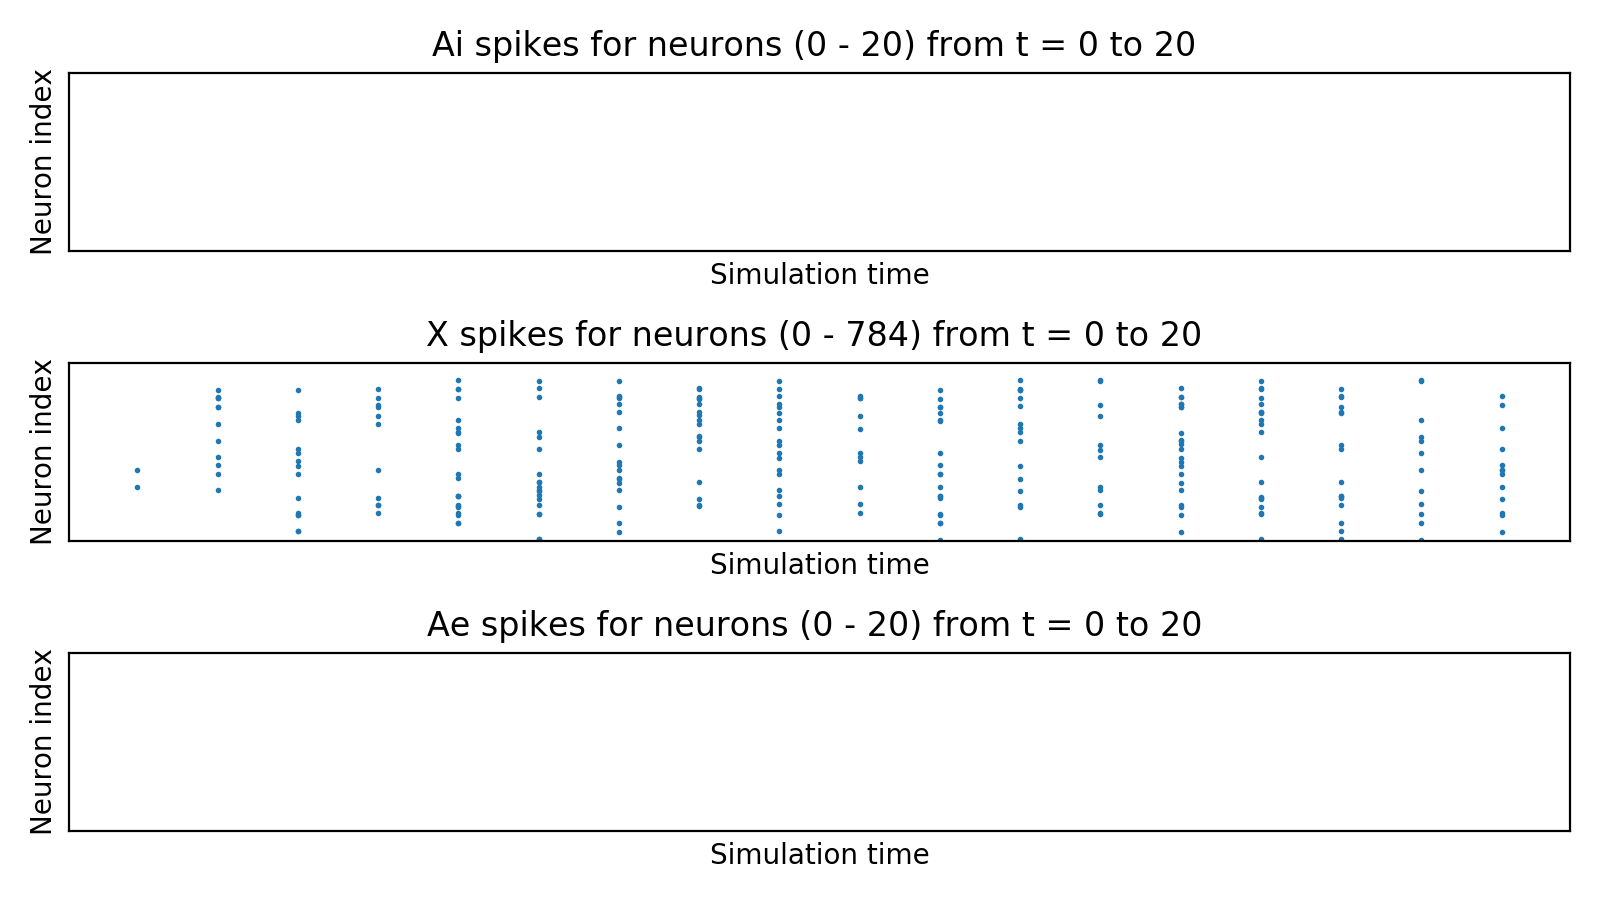 Ai spikes for neurons (0 - 20) from t = 0 to 20
Neuron index
Simulation time
X spikes for neurons (0 - 784) from t = 0 to 20
Neuron index
Simulation time
Ae spikes for neurons (0 - 20) from t = 0 to 20
Neuron index
Simulation time